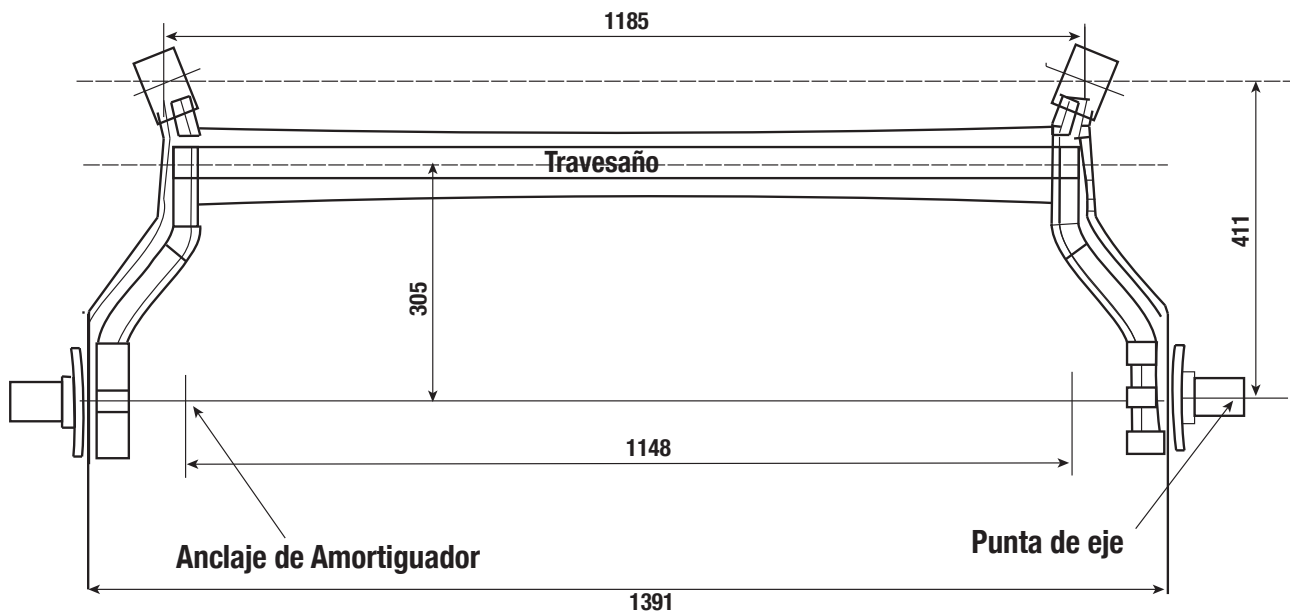 1185
Travesaño
411
305
1148
Anclaje de Amortiguador
Punta de eje
1391